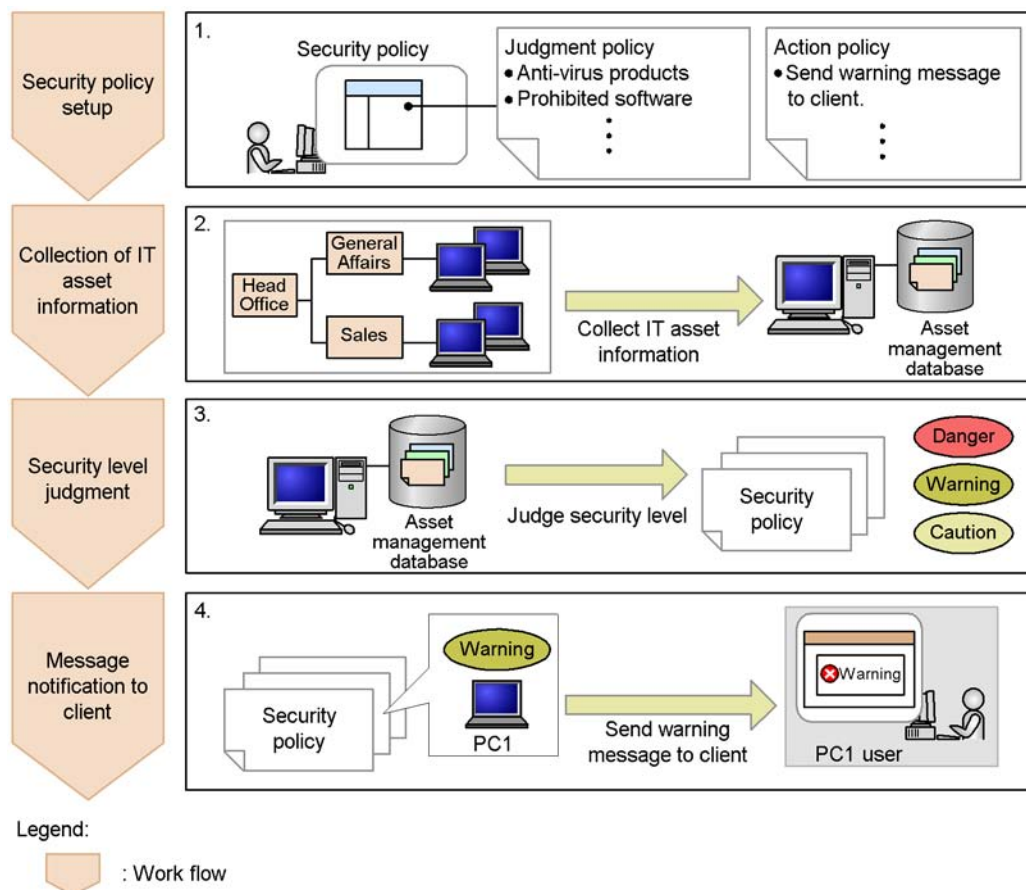 Security policy
setup
1.
Security policy
Judgment policy
• Anti-virus products
• Prohibited software
Action policy
• Send warning message
to client.
Collection of IT
asset
information
2.
Head
Office
General
Affairs
Sales
Collect IT asset
information
Asset
management
database
Security level
judgment
3.
Asset
management
database
Judge security level
Security
policy
Danger
Warning
Caution
Message
notification to
client
4.
Security
policy
Warning
PC1
Send warning
message to client
Warning
PC1 user
Legend:
: Work flow